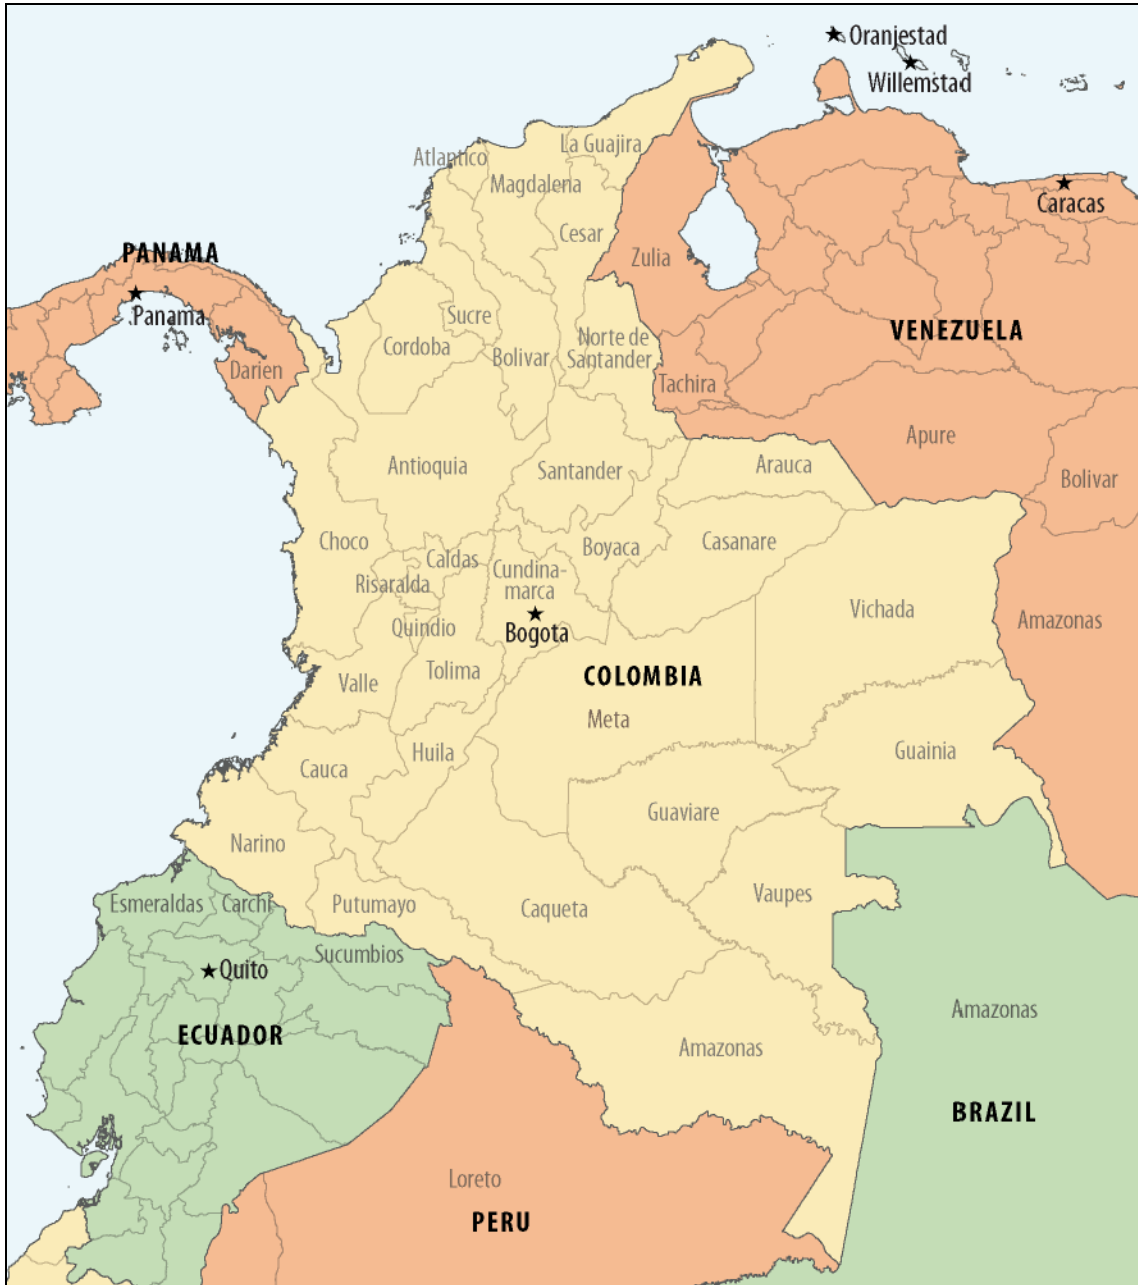 Oranjestad
Willemstad
La Guajira
Atlantico
Magdalena
Caracas
Cesar
PANAMA
Zulia
Panama
Sucre
VENEZUELA
Cordoba
Norte de
Santander
Bolivar
Darien
Tachira
Apure
Antioquia
Santander
Arauca
Bolivar
Choco
Casanare
Boyaca
Caldas
Cundina-
marca
Risaralda
Vichada
Amazonas
Quindio
Bogota
Tolima
COLOMBIA
Valle
Meta
Huila
Guainia
Cauca
Guaviare
Narino
Vaupes
Esmeraldas
Carchi
Putumayo
Caqueta
Sucumbios
Quito
Amazonas
ECUADOR
Amazonas
BRAZIL
Loreto
PERU